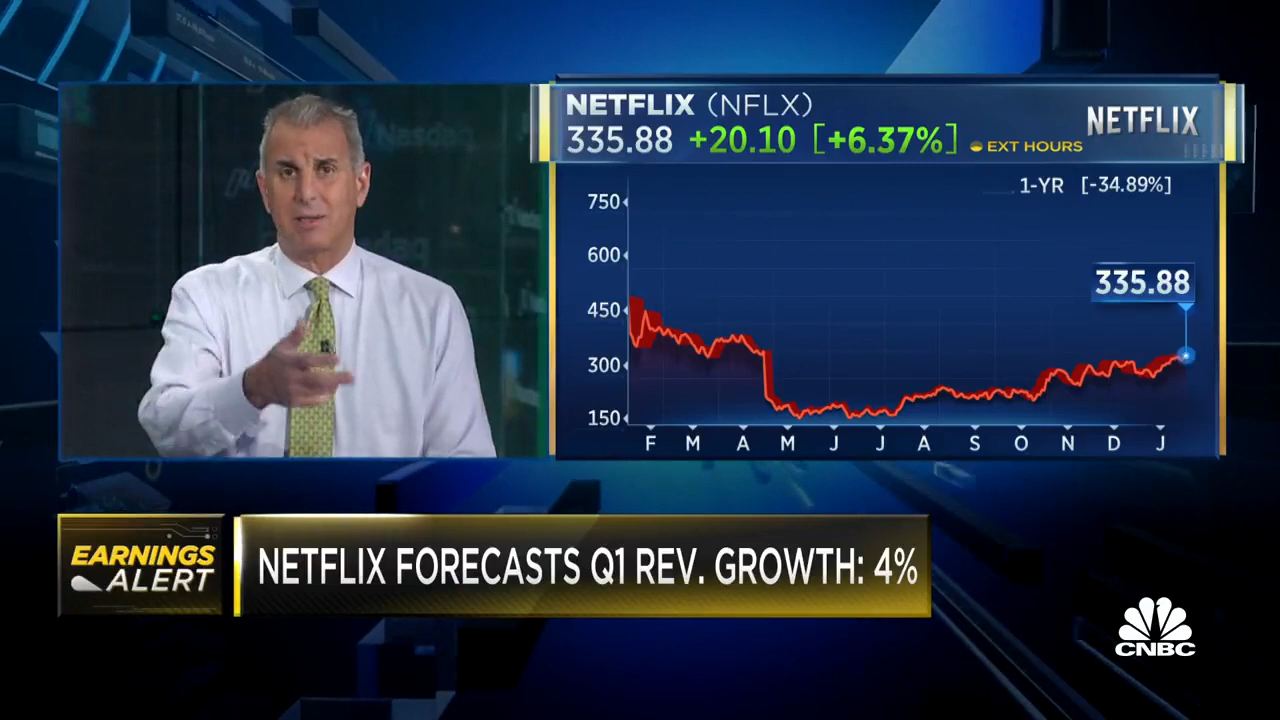 Nasdaq
NETFLIX (NFLX)
335.88 +20.10 [+6.37%] EXT HOURS
NETFLIX
1-YR [-34.89%]
750
600
450
300
150
335.88
F M A M J J A S O N D J
EARNINGS
ALERT
NETFLIX FORECASTS Q1 REV. GROWTH: 4%
CNBC